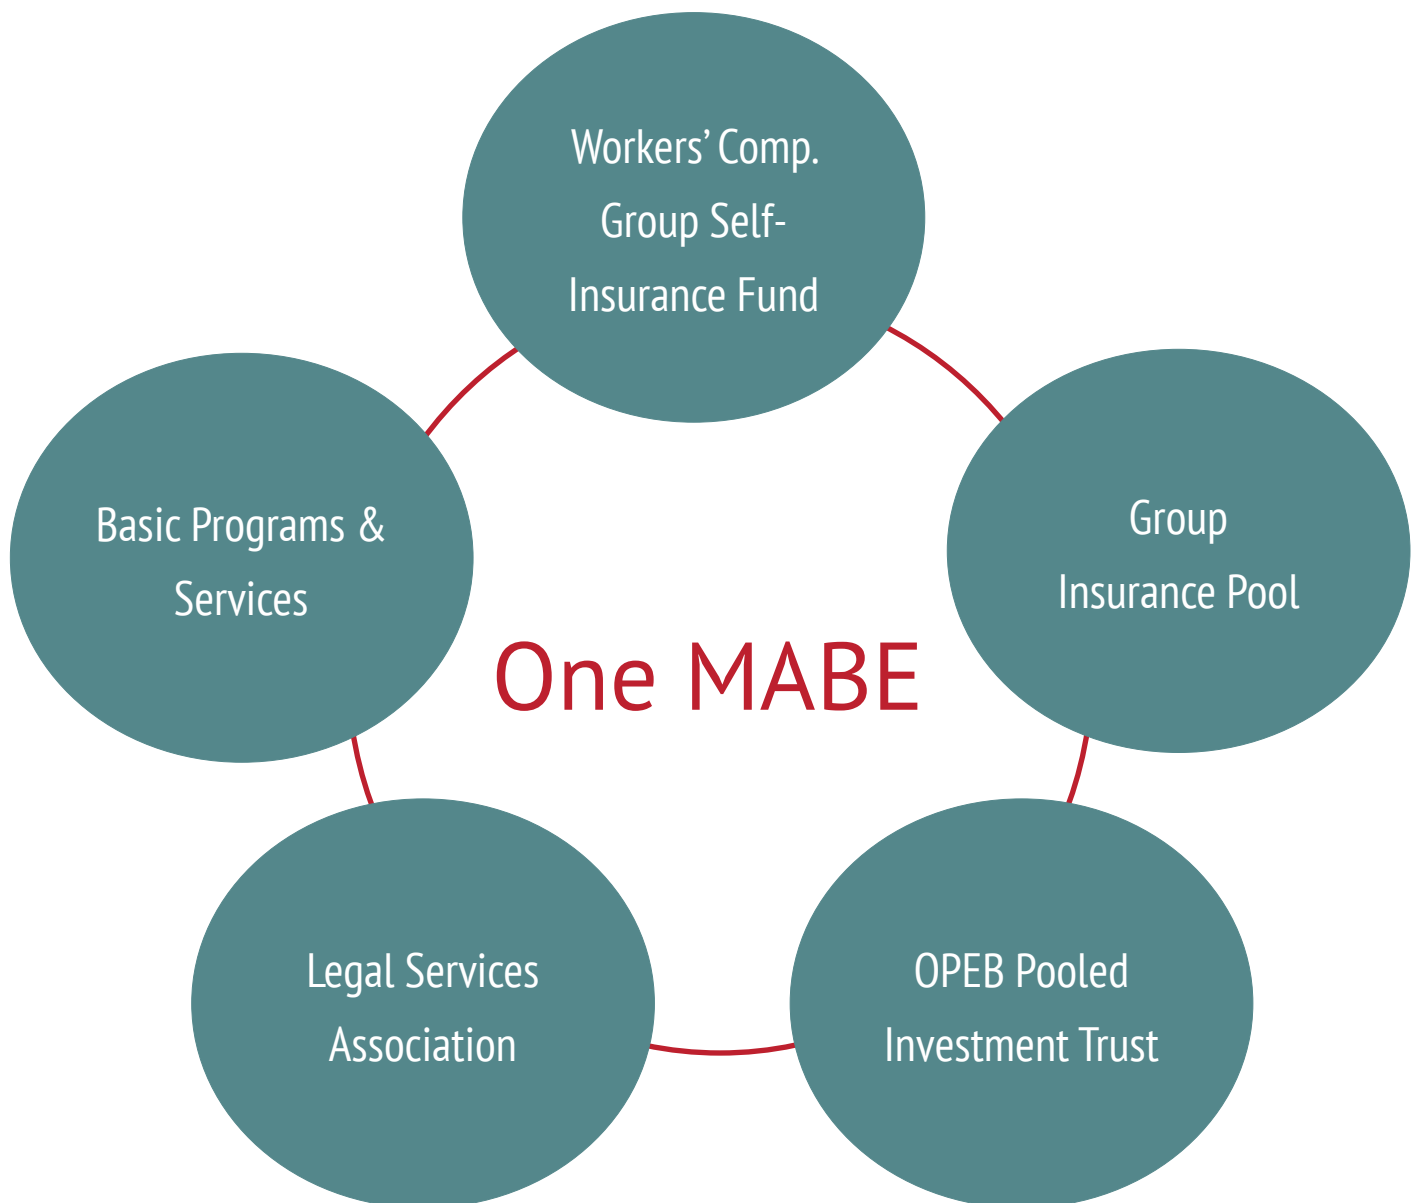 Workers’ Comp.
Group Self-
Insurance Fund
Group
Insurance Pool
Basic Programs &
Services
One MABE
Legal Services
Association
OPEB Pooled
Investment Trust